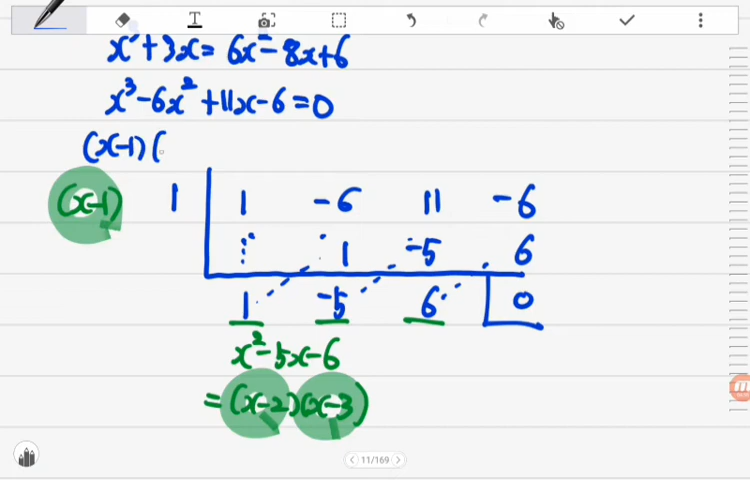 x³+3x= 6x²-8x+6
x³-6x²+11x-6=0
(x-1)(
(x-1) 1 1 -6 11 -6
1 -5 6
1 -5 6 0
x²-5x-6
=(x-2)(x-3)
11/169